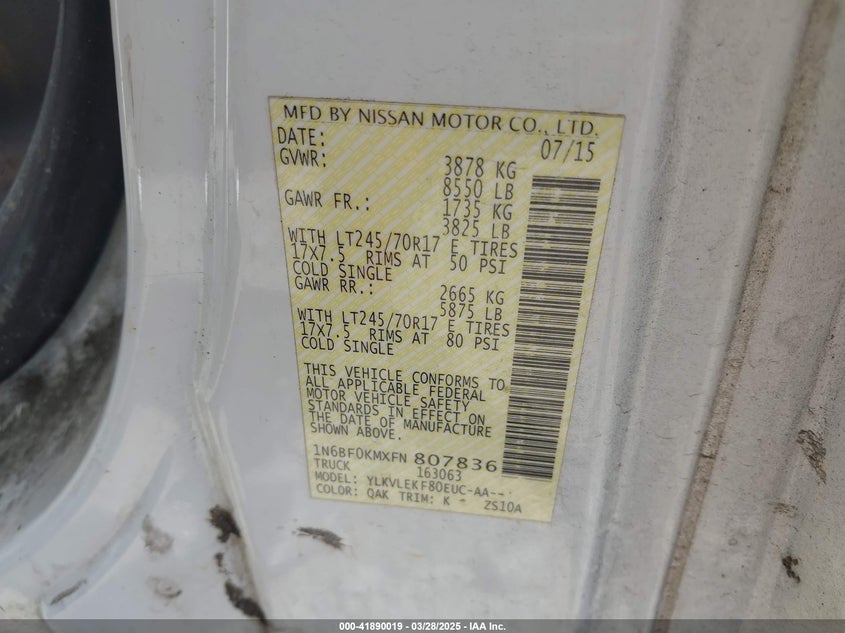 MFD BY NISSAN MOTOR CO., LTD.
DATE: 07/15
GVWR: 3878 KG
8550 LB
GAWR FR.: 1735 KG
3825 LB
WITH LT245/70R17 E TIRES
17X7.5 RIMS AT 50 PSI
COLD SINGLE
GAWR RR.: 2665 KG
5875 LB
WITH LT245/70R17 E TIRES
17X7.5 RIMS AT 80 PSI
COLD SINGLE
THIS VEHICLE CONFORMS TO
ALL APPLICABLE FEDERAL
MOTOR VEHICLE SAFETY
STANDARDS IN EFFECT ON
THE DATE OF MANUFACTURE
SHOWN ABOVE.
1N6BF0KMXFN 807836
TRUCK 163063
MODEL: YLKVLEKF80EUC-AA--
COLOR: QAK TRIM: K ZS10A
000-41890019 - 03/28/2025 - IAA Inc.